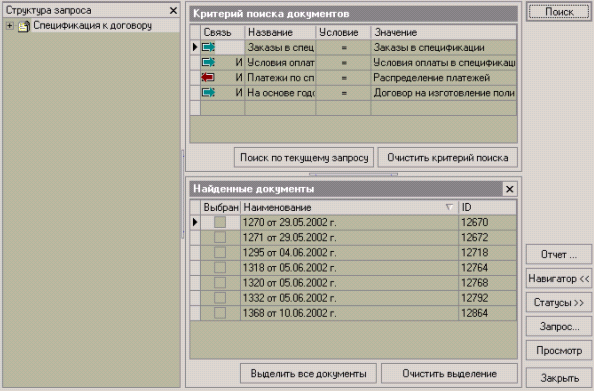 Структура запроса
Спецификация к договору
Критерий поиска документов
Связь Название Условие Значение
Заказы в спец = Заказы в спецификации
И Условия оплат = Условия оплаты в спецификаци
И Платежи по сп = Распределение платежей
И На основе годо = Договор на изготовление поли
Поиск по текущему запросу Очистить критерий поиска
Найденные документы
Выбран Наименование ID
1270 от 29.05.2002 г. 12670
1271 от 29.05.2002 г. 12672
1295 от 04.06.2002 г. 12718
1318 от 05.06.2002 г. 12764
1320 от 05.06.2002 г. 12768
1332 от 05.06.2002 г. 12792
1368 от 10.06.2002 г. 12864
Выделить все документы Очистить выделение
Поиск
Отчет ...
Навигатор <<
Статусы >>
Запрос...
Просмотр
Закрыть